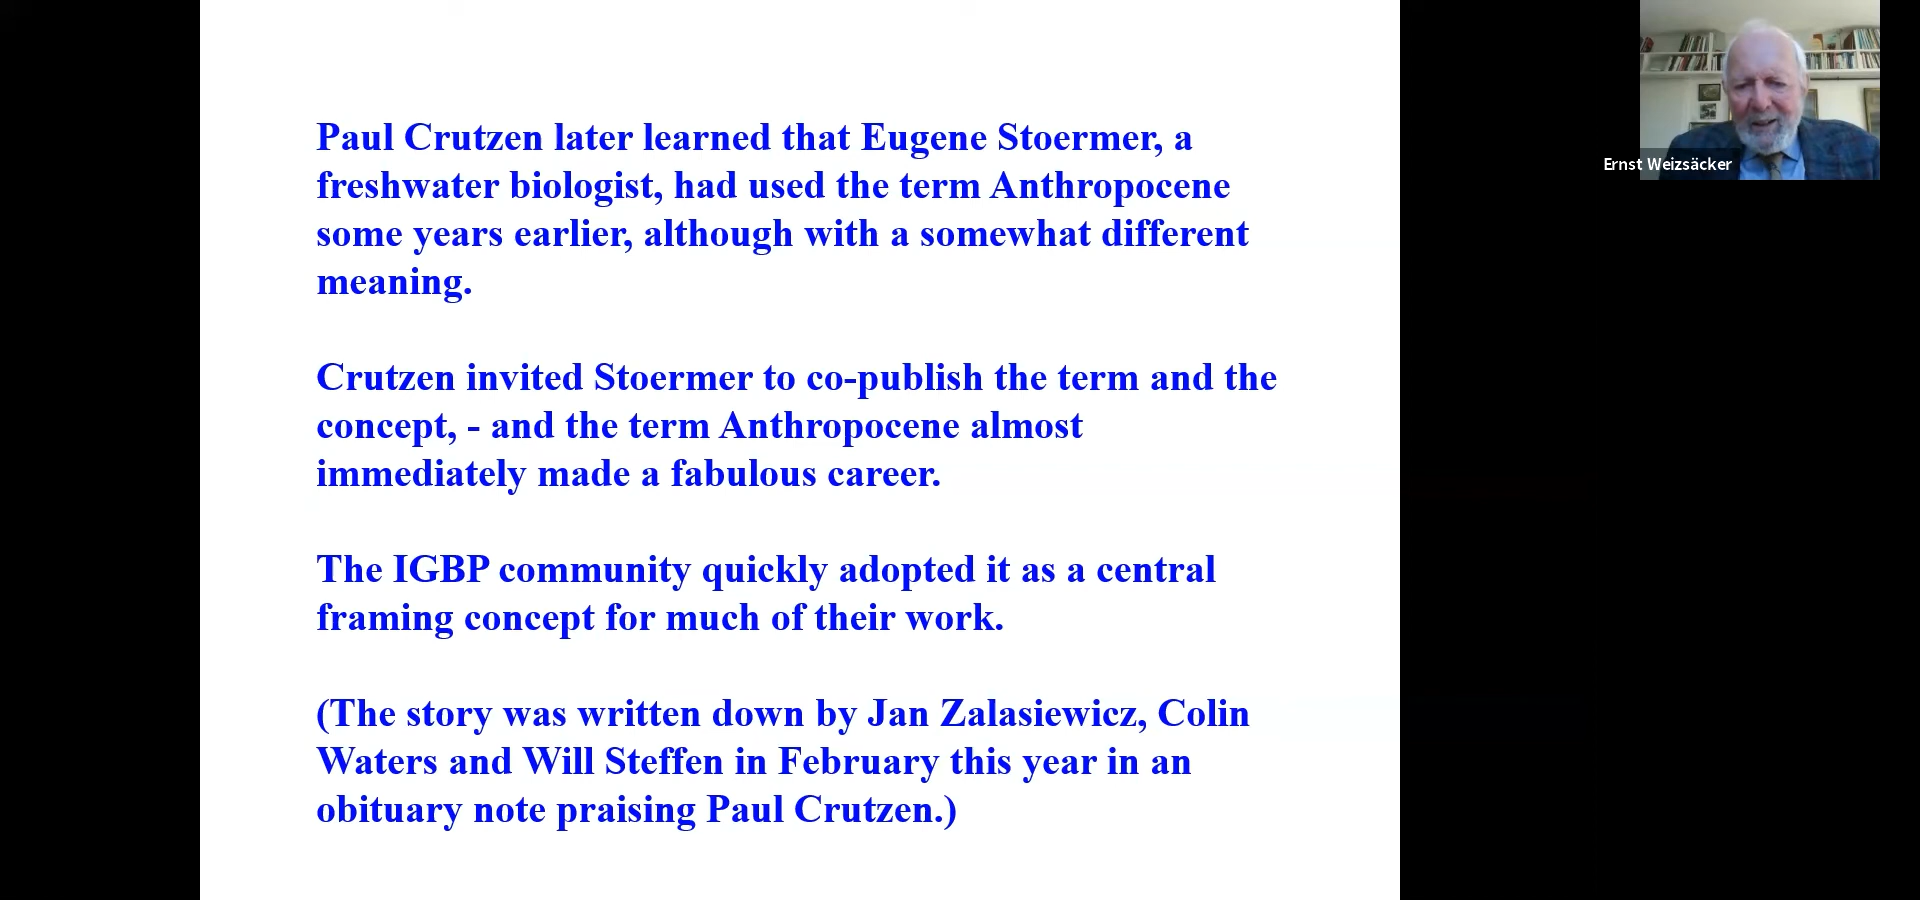 Paul Crutzen later learned that Eugene Stoermer, a
freshwater biologist, had used the term Anthropocene
some years earlier, although with a somewhat different
meaning.
Crutzen invited Stoermer to co-publish the term and the
concept, - and the term Anthropocene almost
immediately made a fabulous career.
The IGBP community quickly adopted it as a central
framing concept for much of their work.
(The story was written down by Jan Zalasiewicz, Colin
Waters and Will Steffen in February this year in an
obituary note praising Paul Crutzen.)
Ernst Weizsäcker